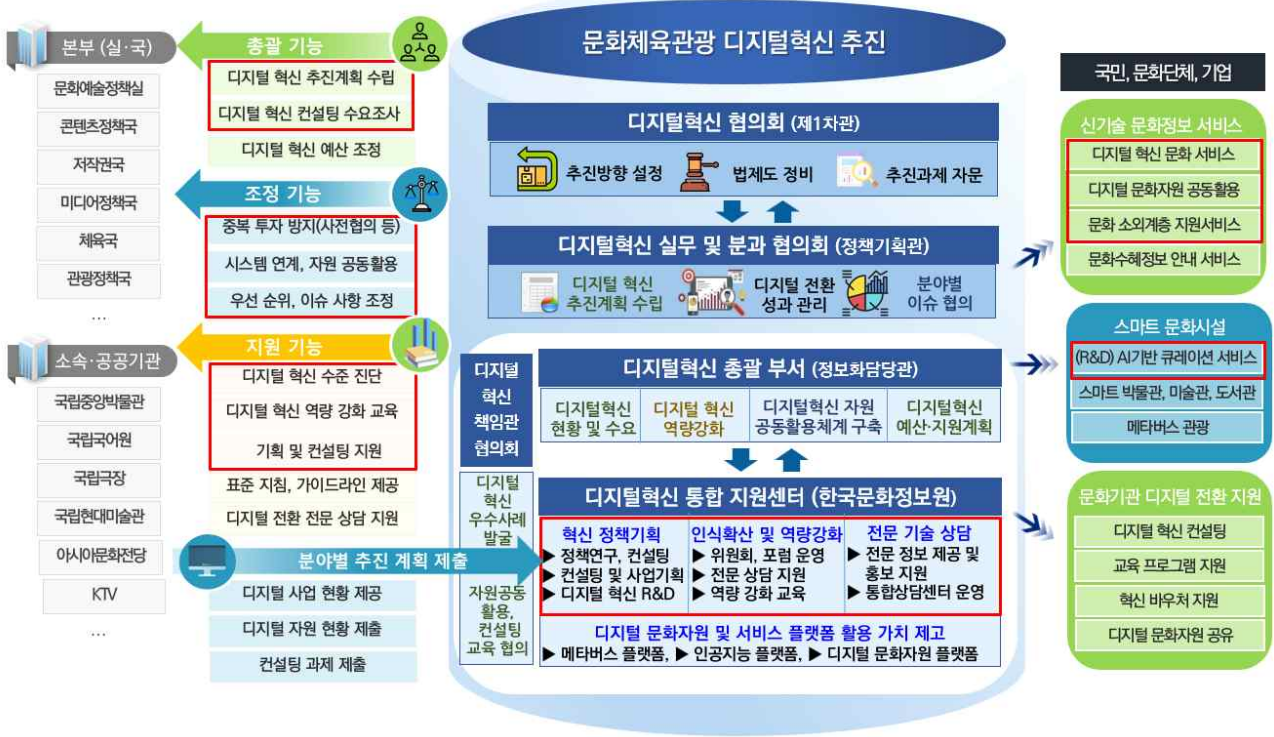 본부 (실·국)
문화예술정책실
콘텐츠정책국
저작권국
미디어정책국
체육국
관광정책국
...
소속·공공기관
국립중앙박물관
국립국어원
국립극장
국립현대미술관
아시아문화전당
KTV
...
총괄 기능
디지털 혁신 추진계획 수립
디지털 혁신 컨설팅 수요조사
디지털 혁신 예산 조정
조정 기능
중복 투자 방지(사전협의 등)
시스템 연계, 자원 공동활용
우선 순위, 이슈 사항 조정
지원 기능
디지털 혁신 수준 진단
디지털 혁신 역량 강화 교육
기획 및 컨설팅 지원
표준 지침, 가이드라인 제공
디지털 전환 전문 상담 지원
분야별 추진 계획 제출
디지털 사업 현황 제공
디지털 자원 현황 제출
컨설팅 과제 제출
문화체육관광 디지털혁신 추진
디지털혁신 협의회 (제1차관)
추진방향 설정
법제도 정비
추진과제 자문
디지털혁신 실무 및 분과 협의회 (정책기획관)
디지털 혁신
추진계획 수립
디지털 전환
성과 관리
분야별
이슈 협의
디지털
혁신
책임관
협의회
디지털
혁신
우수사례
발굴
자원공동
활용,
컨설팅
교육 협의
디지털혁신 총괄 부서 (정보화담당관)
디지털혁신
현황 및 수요
디지털 혁신
역량강화
디지털혁신 자원
공동활용체계 구축
디지털혁신
예산·지원계획
디지털혁신 통합 지원센터 (한국문화정보원)
혁신 정책기획
▶ 정책연구, 컨설팅
▶ 컨설팅 및 사업기획
▶ 디지털 혁신 R&D
인식확산 및 역량강화
▶ 위원회, 포럼 운영
▶ 전문 상담 지원
▶ 역량 강화 교육
전문 기술 상담
▶ 전문 정보 제공 및
홍보 지원
▶ 통합상담센터 운영
디지털 문화자원 및 서비스 플랫폼 활용 가치 제고
▶ 메타버스 플랫폼, ▶ 인공지능 플랫폼, ▶ 디지털 문화자원 플랫폼
국민, 문화단체, 기업
신기술 문화정보 서비스
디지털 혁신 문화 서비스
디지털 문화자원 공동활용
문화 소외계층 지원서비스
문화수혜정보 안내 서비스
스마트 문화시설
(R&D) AI기반 큐레이션 서비스
스마트 박물관, 미술관, 도서관
메타버스 관광
문화기관 디지털 전환 지원
디지털 혁신 컨설팅
교육 프로그램 지원
혁신 바우처 지원
디지털 문화자원 공유